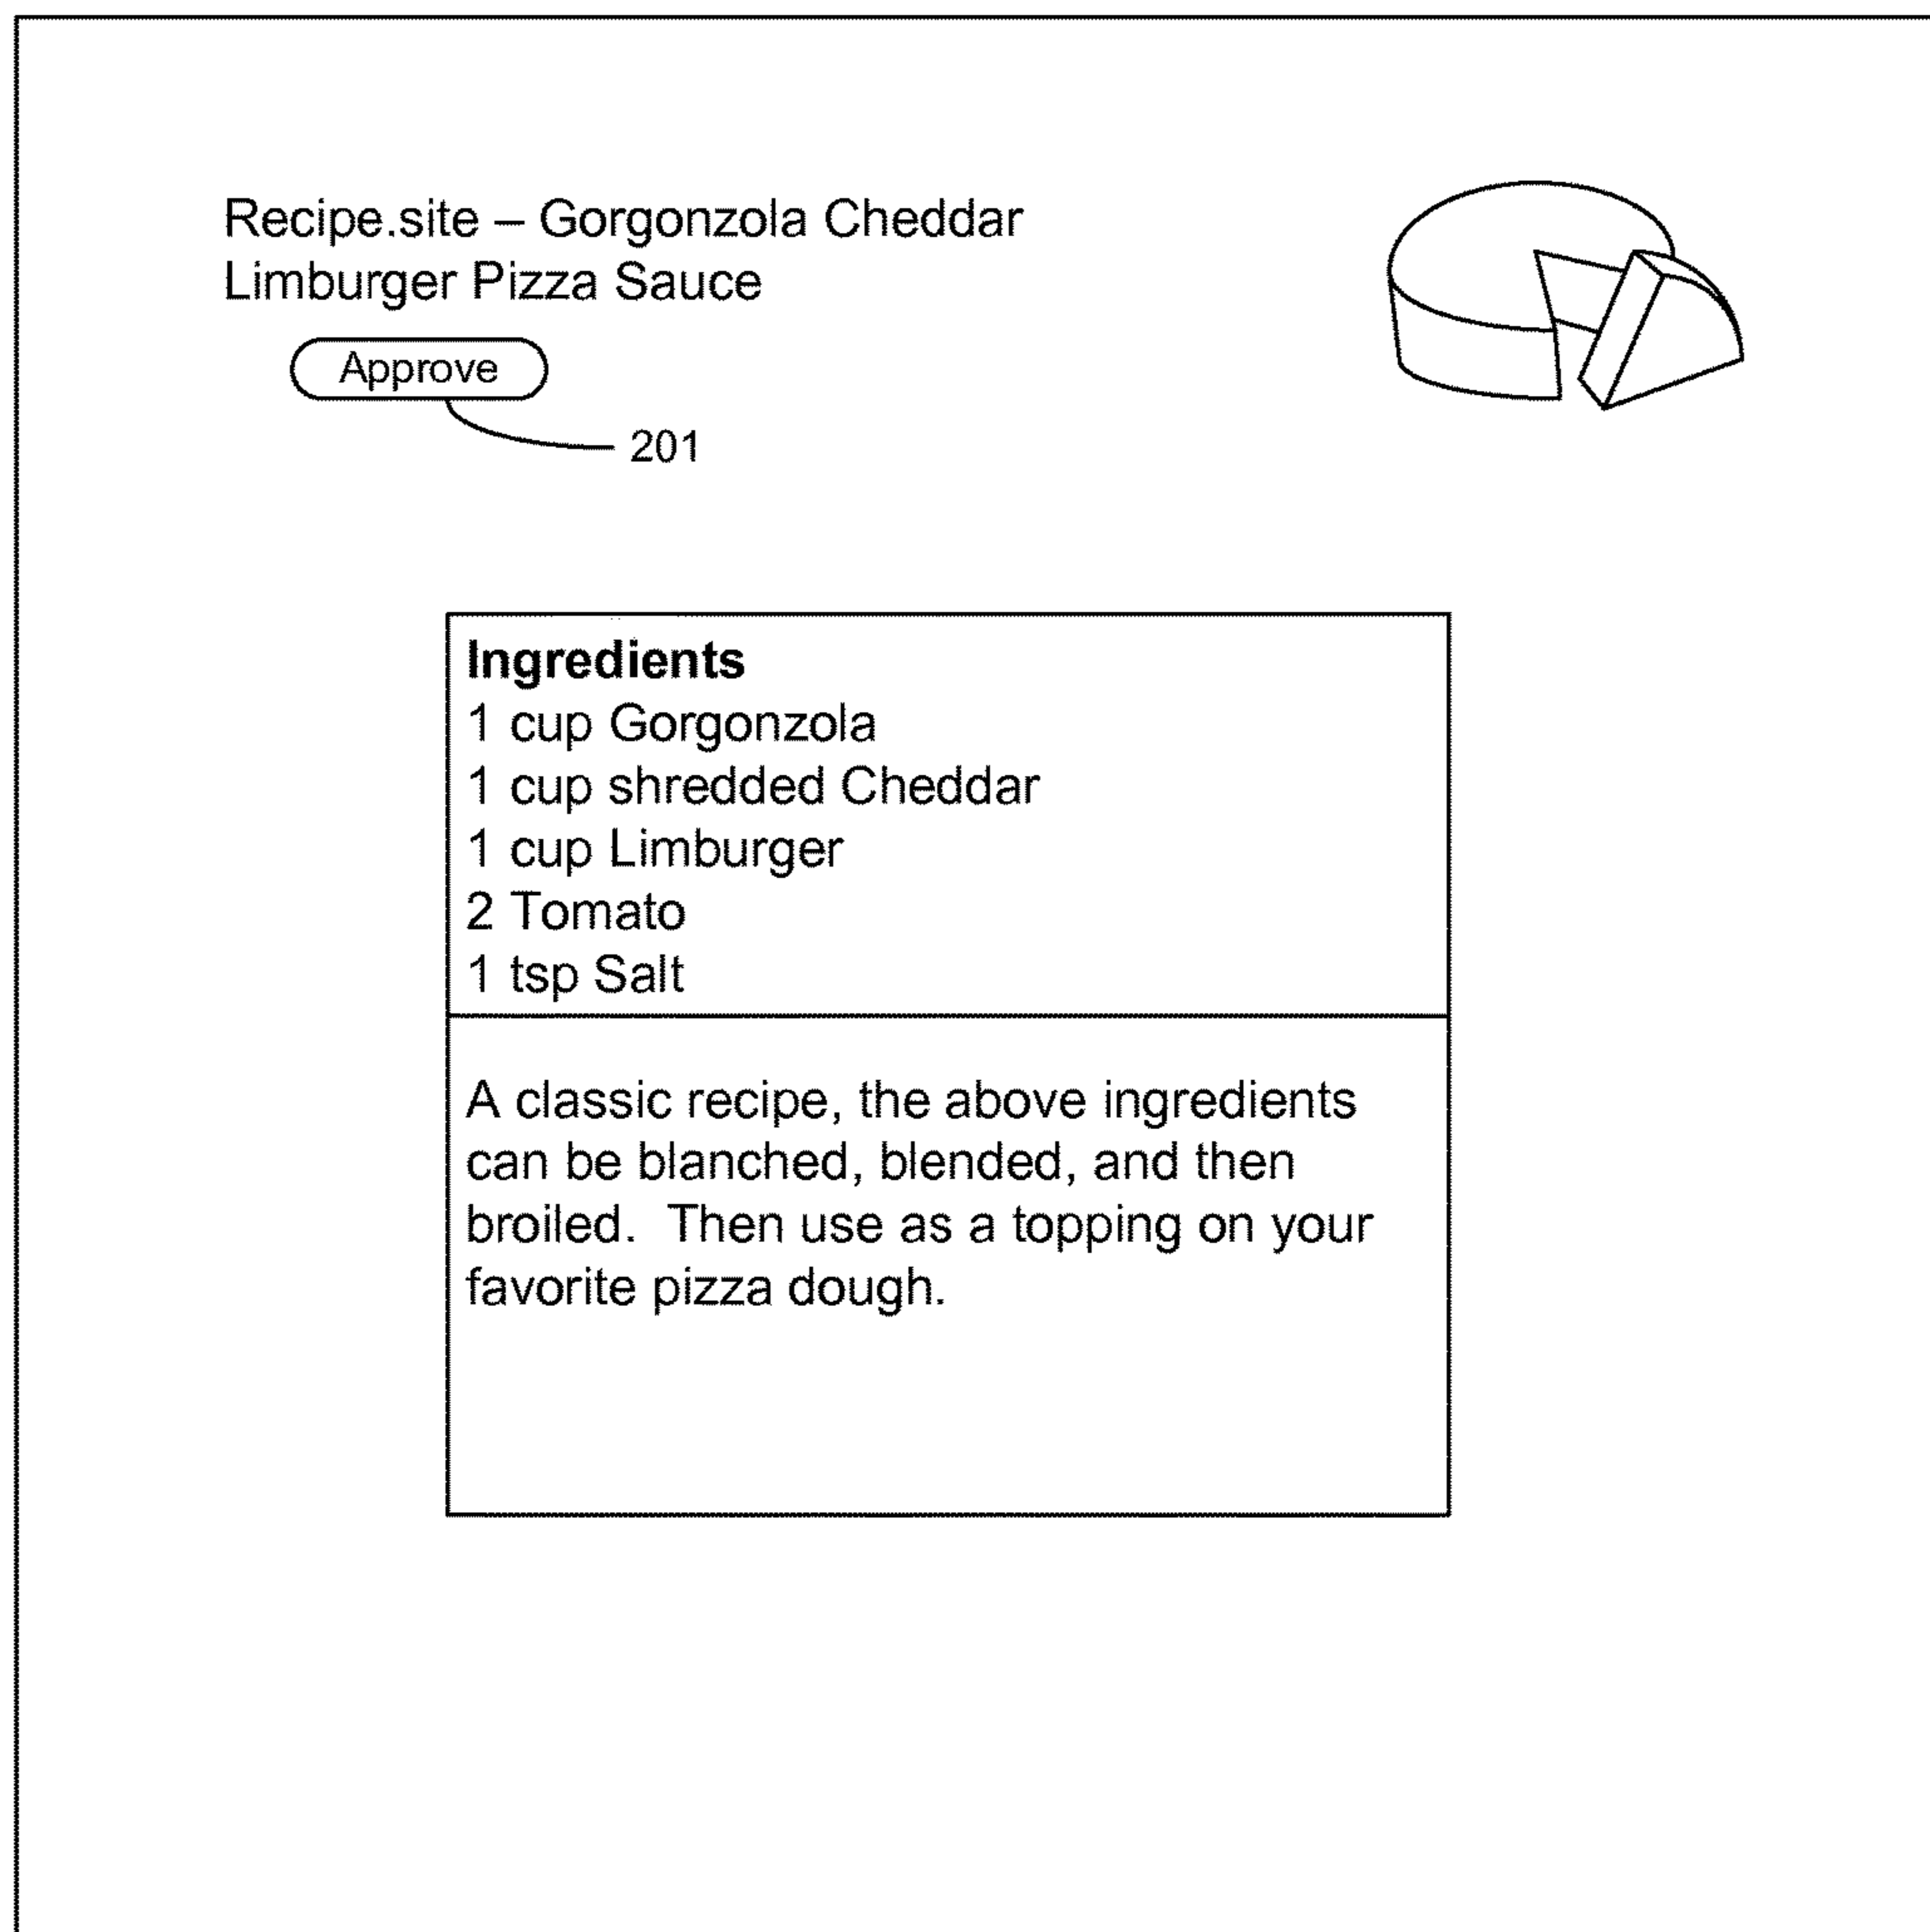 Recipe.site – Gorgonzola Cheddar
Limburger Pizza Sauce
Approve
201
Ingredients
1 cup Gorgonzola
1 cup shredded Cheddar
1 cup Limburger
2 Tomato
1 tsp Salt
A classic recipe, the above ingredients
can be blanched, blended, and then
broiled.  Then use as a topping on your
favorite pizza dough.